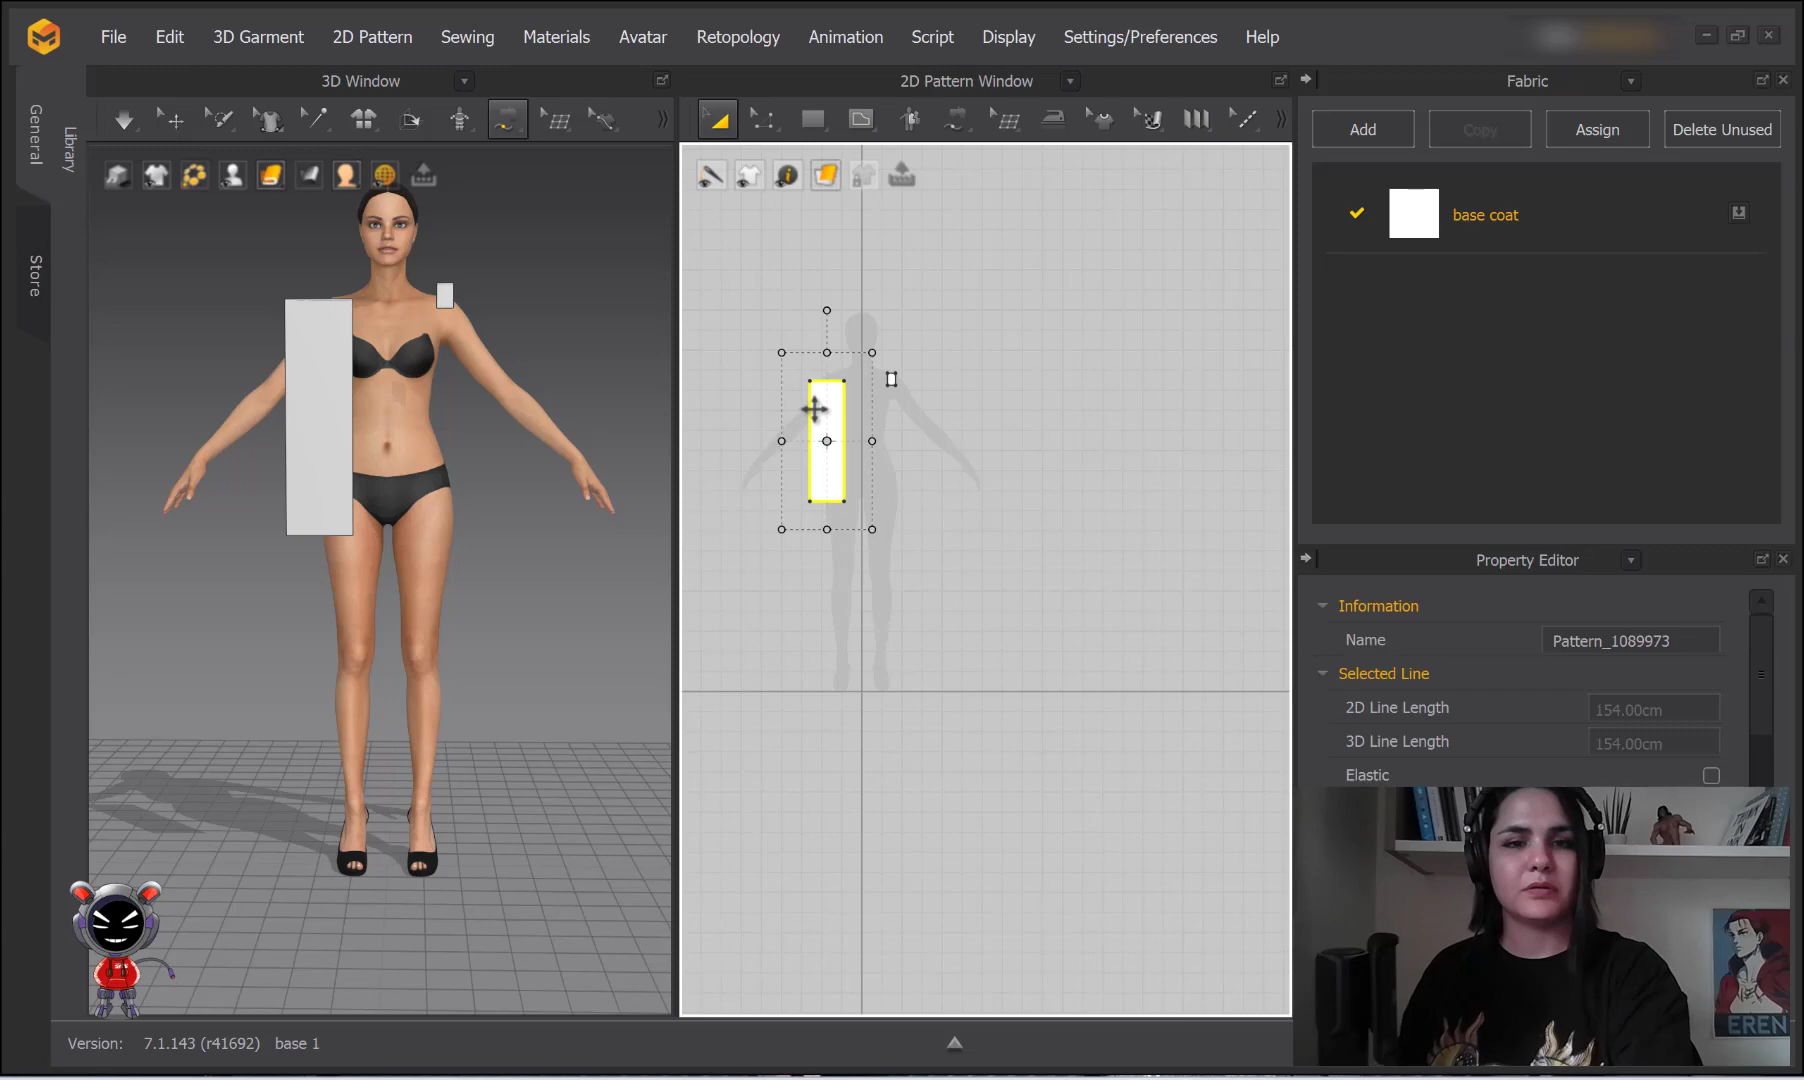 File Edit 3D Garment 2D Pattern Sewing Materials Avatar Retopology Animation Script Display Settings/Preferences Help
General
Library
Store
3D Window
2D Pattern Window
Fabric
Add Copy Assign Delete Unused
base coat
Property Editor
Information
Name Pattern_1089973
Selected Line
2D Line Length 154.00cm
3D Line Length 154.00cm
Elastic
EREN
Version: 7.1.143 (r41692) base 1